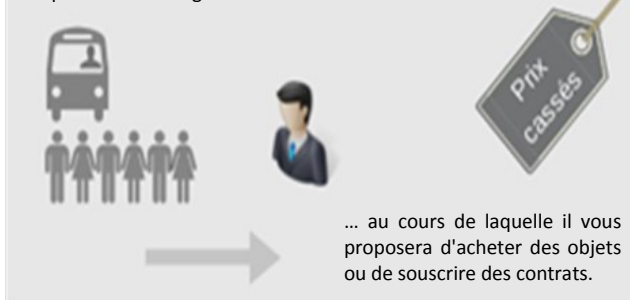 Prix
cassés
... au cours de laquelle il vous
proposera d'acheter des objets
ou de souscrire des contrats.